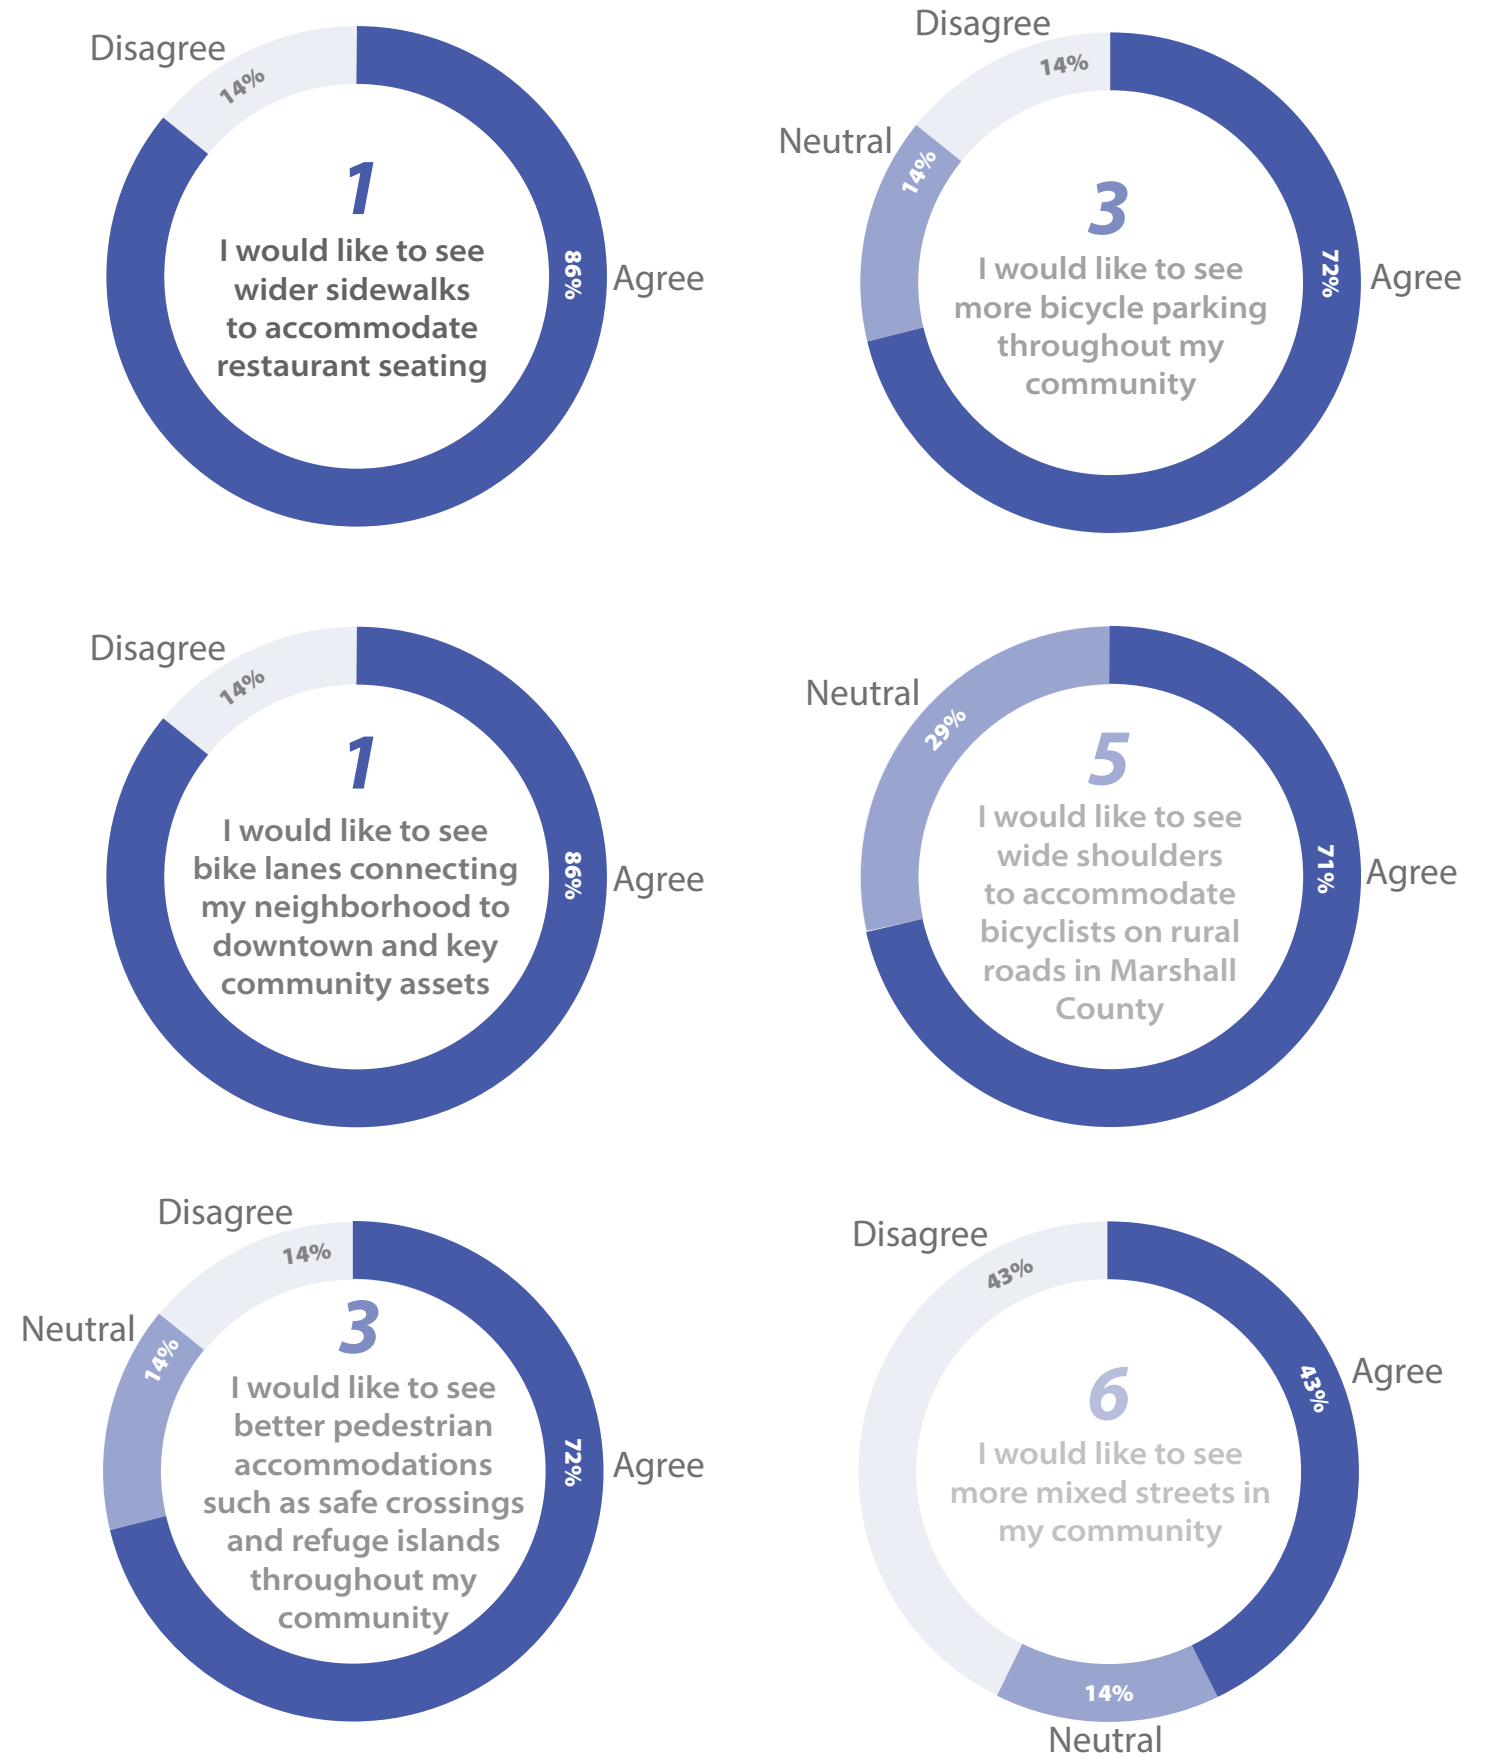 Disagree
14%
1
I would like to see
wider sidewalks
to accommodate
restaurant seating
86%
Agree
Disagree
14%
Neutral
14%
3
I would like to see
more bicycle parking
throughout my
community
72%
Agree
Disagree
14%
1
I would like to see
bike lanes connecting
my neighborhood to
downtown and key
community assets
86%
Agree
Neutral
29%
5
I would like to see
wide shoulders
to accommodate
bicyclists on rural
roads in Marshall
County
71%
Agree
Disagree
14%
Neutral
14%
3
I would like to see
better pedestrian
accommodations
such as safe crossings
and refuge islands
throughout my
community
72%
Agree
Disagree
43%
6
I would like to see
more mixed streets in
my community
43%
Agree
14%
Neutral